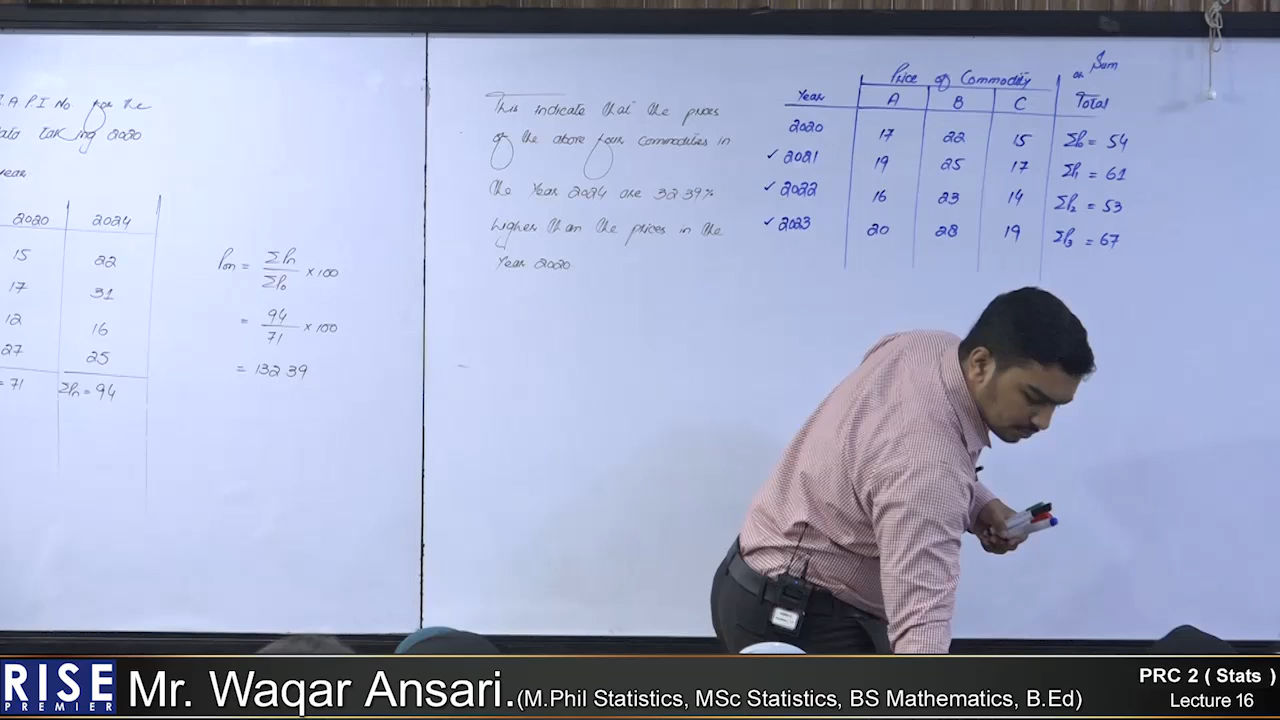 I A P I No for the
data taking 2020
year
2020 2024
15 22
17 31
12 16
27 25
= 71 ΣPn = 94
Pon = ΣPn / ΣPo × 100
= 94 / 71 × 100
= 132.39
This indicate that the prices
of the above four commodities in
the Year 2024 are 32.39%
higher than the prices in the
Year 2020
Price of Commodity or Sum
Year A B C Total
2020 17 22 15 ΣPo = 54
✓ 2021 19 25 17 ΣP1 = 61
✓ 2022 16 23 14 ΣP2 = 53
✓ 2023 20 28 19 ΣP3 = 67
RISE
PREMIER
Mr. Waqar Ansari.(M.Phil Statistics, MSc Statistics, BS Mathematics, B.Ed)
PRC 2 ( Stats )
Lecture 16